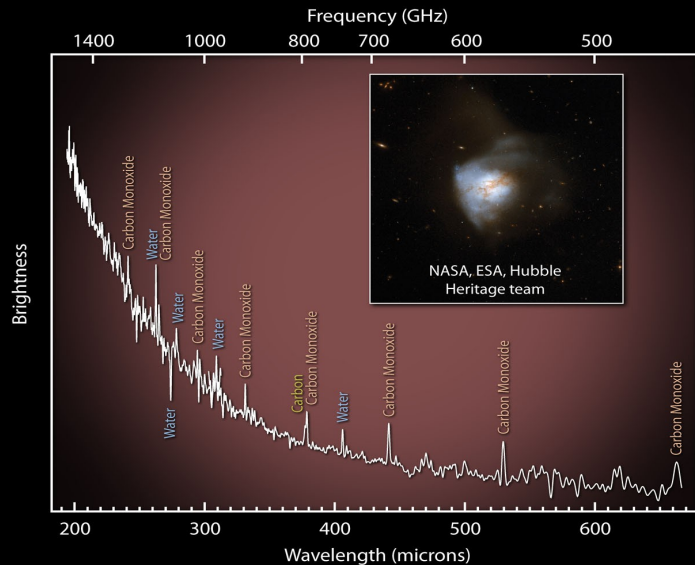 Frequency (GHz)
1400 1000 800 700 600 500
Carbon Monoxide
Water
Carbon Monoxide
Water
Water
Carbon Monoxide
Water
Carbon Monoxide
Carbon
Carbon Monoxide
Water
Carbon Monoxide
Carbon Monoxide
Carbon Monoxide
NASA, ESA, Hubble
Heritage team
Brightness
200 300 400 500 600
Wavelength (microns)